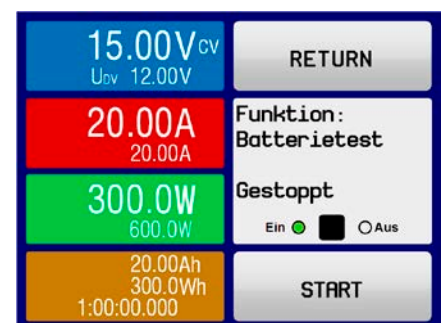 15.00V CV
UDV 12.00V
RETURN
20.00A
20.00A
Funktion:
Batterietest
300.0W
600.0W
Gestoppt
Ein Aus
20.00Ah
300.0Wh
1:00:00.000
START